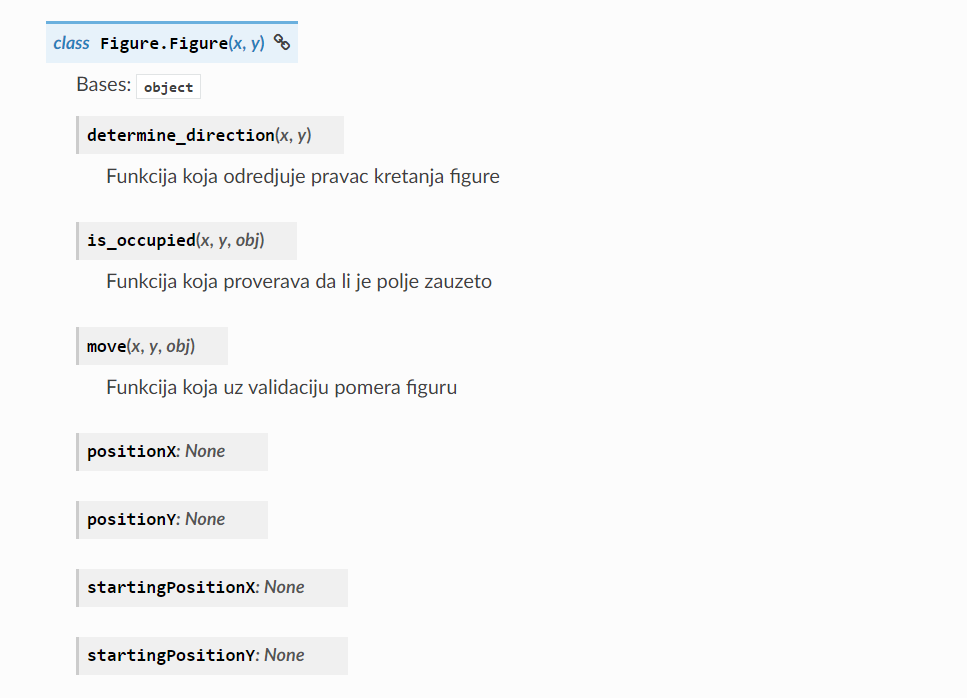 class Figure.Figure(x, y)
Bases: object
determine_direction(x, y)
Funkcija koja odredjuje pravac kretanja figure
is_occupied(x, y, obj)
Funkcija koja proverava da li je polje zauzeto
move(x, y, obj)
Funkcija koja uz validaciju pomera figuru
positionX: None
positionY: None
startingPositionX: None
startingPositionY: None